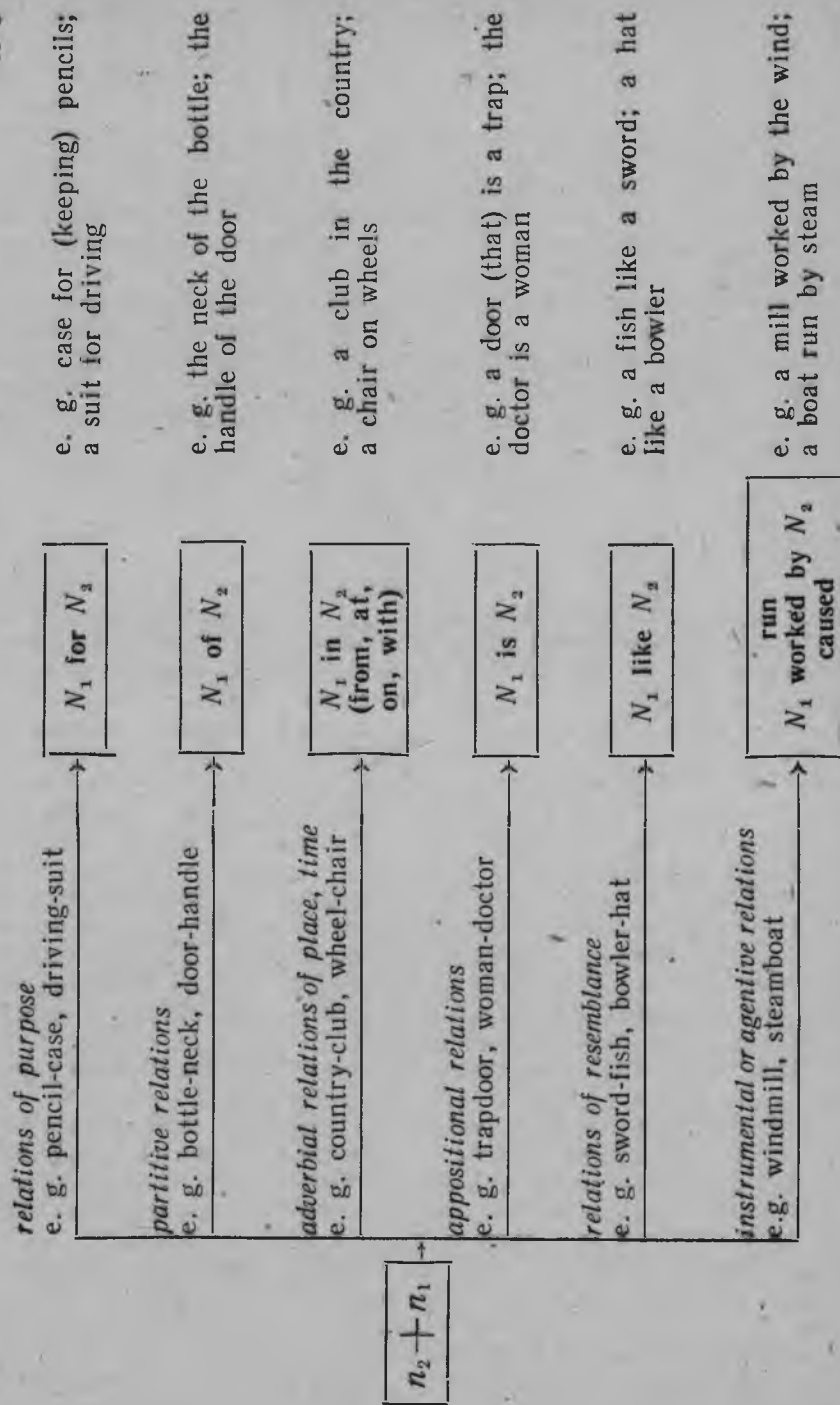 n₂+n₁ →
relations of purpose
e. g. pencil-case, driving-suit
N₁ for N₂
e. g. case for (keeping) pencils;
a suit for driving
partitive relations
e. g. bottle-neck, door-handle
N₁ of N₂
e. g. the neck of the bottle; the
handle of the door
adverbial relations of place, time
e. g. country-club, wheel-chair
N₁ in N₂
(from, at,
on, with)
e. g. a club in the country;
a chair on wheels
appositional relations
e. g. trapdoor, woman-doctor
N₁ is N₂
e. g. a door (that) is a trap; the
doctor is a woman
relations of resemblance
e. g. sword-fish, bowler-hat
N₁ like N₂
e. g. a fish like a sword; a hat
like a bowler
instrumental or agentive relations
e.g. windmill, steamboat
run
N₁ worked by N₂
caused
e. g. a mill worked by the wind;
a boat run by steam